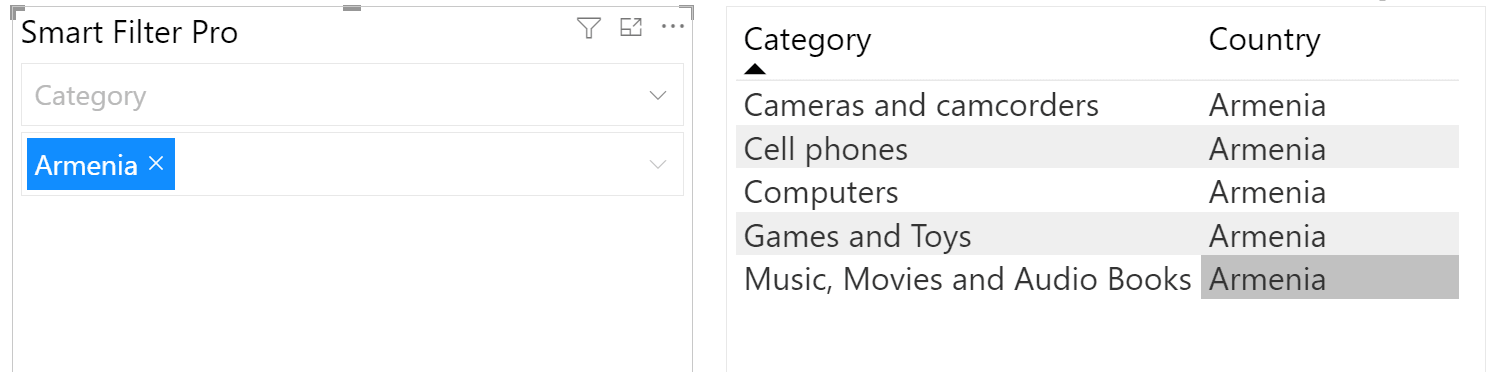 Smart Filter Pro
Category
Armenia
Category Country
Cameras and camcorders Armenia
Cell phones Armenia
Computers Armenia
Games and Toys Armenia
Music, Movies and Audio Books Armenia